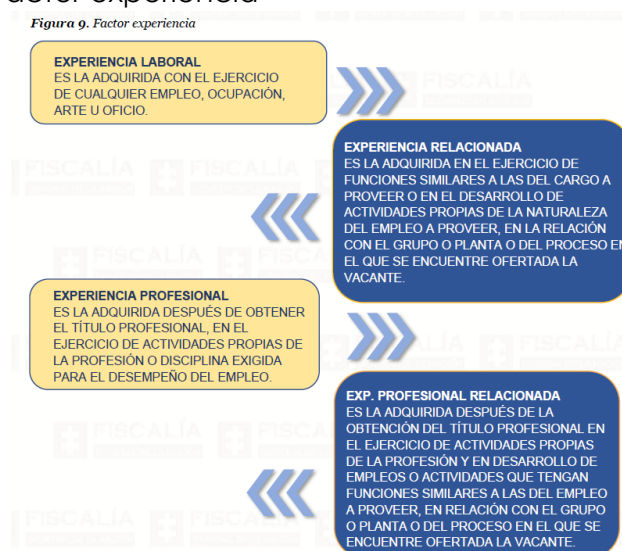 Figura 9. Factor experiencia
EXPERIENCIA LABORAL
ES LA ADQUIRIDA CON EL EJERCICIO
DE CUALQUIER EMPLEO, OCUPACIÓN,
ARTE U OFICIO.
EXPERIENCIA RELACIONADA
ES LA ADQUIRIDA EN EL EJERCICIO DE
FUNCIONES SIMILARES A LAS DEL CARGO A
PROVEER O EN EL DESARROLLO DE
ACTIVIDADES PROPIAS DE LA NATURALEZA
DEL EMPLEO A PROVEER, EN LA RELACIÓN
CON EL GRUPO O PLANTA O DEL PROCESO EN
EL QUE SE ENCUENTRE OFERTADA LA
VACANTE.
EXPERIENCIA PROFESIONAL
ES LA ADQUIRIDA DESPUÉS DE OBTENER
EL TÍTULO PROFESIONAL, EN EL
EJERCICIO DE ACTIVIDADES PROPIAS DE
LA PROFESIÓN O DISCIPLINA EXIGIDA
PARA EL DESEMPEÑO DEL EMPLEO.
EXP. PROFESIONAL RELACIONADA
ES LA ADQUIRIDA DESPUÉS DE LA
OBTENCIÓN DEL TÍTULO PROFESIONAL EN
EL EJERCICIO DE ACTIVIDADES PROPIAS
DE LA PROFESIÓN Y EN DESARROLLO DE
EMPLEOS O ACTIVIDADES QUE TENGAN
FUNCIONES SIMILARES A LAS DEL EMPLEO
A PROVEER, EN RELACIÓN CON EL GRUPO
O PLANTA O DEL PROCESO EN EL QUE SE
ENCUENTRE OFERTADA LA VACANTE.
FISCALÍA
FISCALÍA
FISCALÍA
FISCALÍA